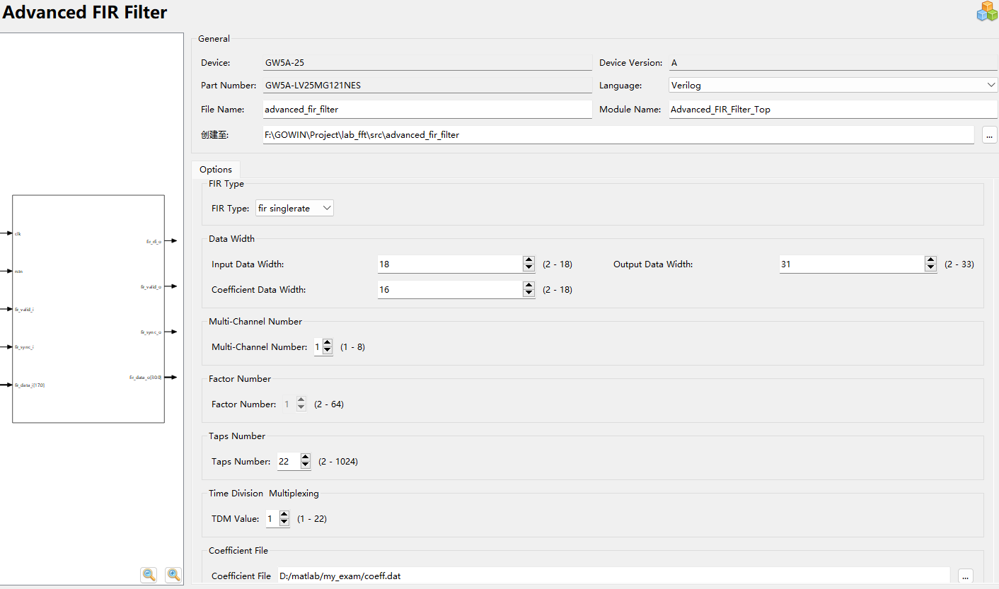 Advanced FIR Filter
General
Device: GW5A-25 Device Version: A
Part Number: GW5A-LV25MG121NES Language: Verilog
File Name: advanced_fir_filter Module Name: Advanced_FIR_Filter_Top
创建至: F:\GOWIN\Project\lab_fft\src\advanced_fir_filter ...
Options
FIR Type
FIR Type: fir singlerate
Data Width
Input Data Width: 18 (2 - 18) Output Data Width: 31 (2 - 33)
Coefficient Data Width: 16 (2 - 18)
Multi-Channel Number
Multi-Channel Number: 1 (1 - 8)
Factor Number
Factor Number: 1 (2 - 64)
Taps Number
Taps Number: 22 (2 - 1024)
Time Division Multiplexing
TDM Value: 1 (1 - 22)
Coefficient File
Coefficient File D:/matlab/my_exam/coeff.dat ...
clk
fir_rfi_o
rstn
fir_valid_o
fir_valid_i
fir_sync_o
fir_sync_i
fir_data_o[30:0]
fir_data_i[17:0]